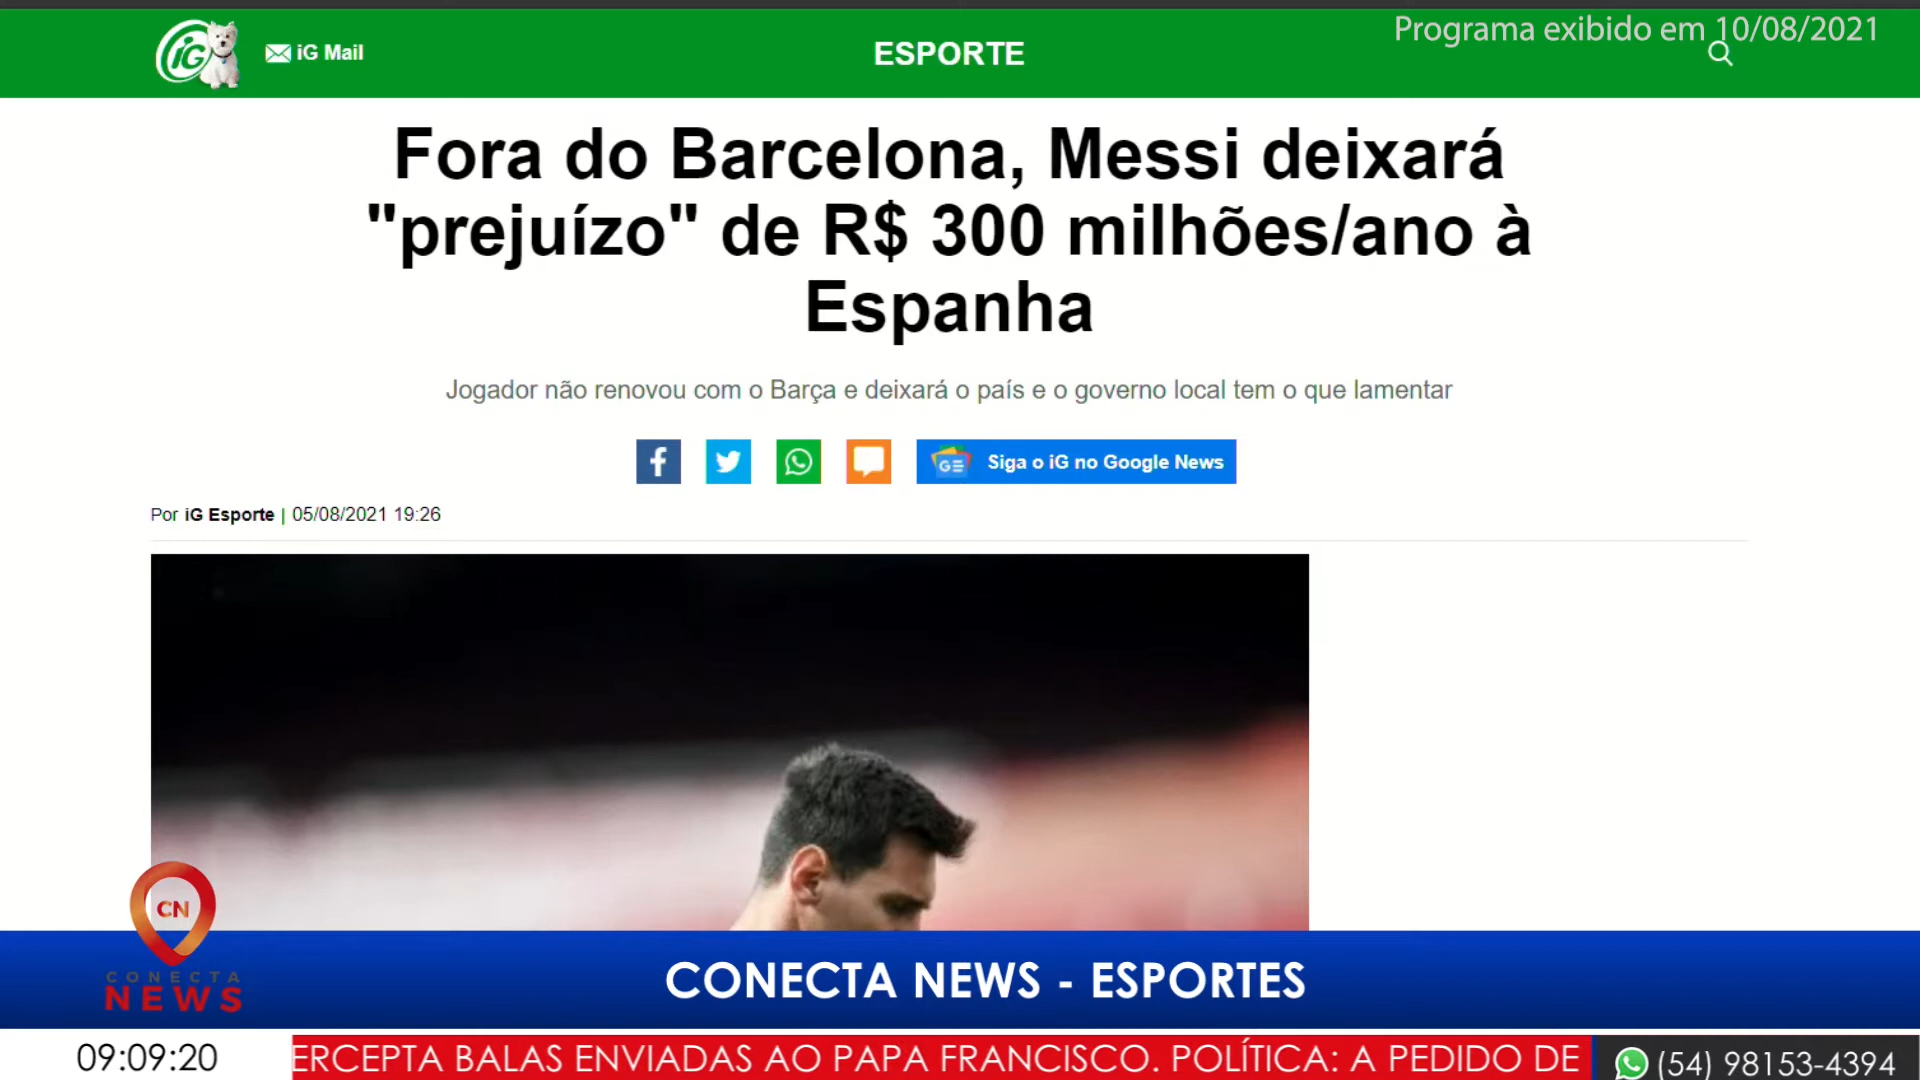 iG
iG Mail
ESPORTE
Programa exibido em 10/08/2021
Fora do Barcelona, Messi deixará
"prejuízo" de R$ 300 milhões/ano à
Espanha
Jogador não renovou com o Barça e deixará o país e o governo local tem o que lamentar
f
GE
Siga o iG no Google News
Por iG Esporte | 05/08/2021 19:26
CN
CONECTA
NEWS
CONECTA NEWS - ESPORTES
09:09:20
ERCEPTA BALAS ENVIADAS AO PAPA FRANCISCO. POLÍTICA: A PEDIDO DE
(54) 98153-4394